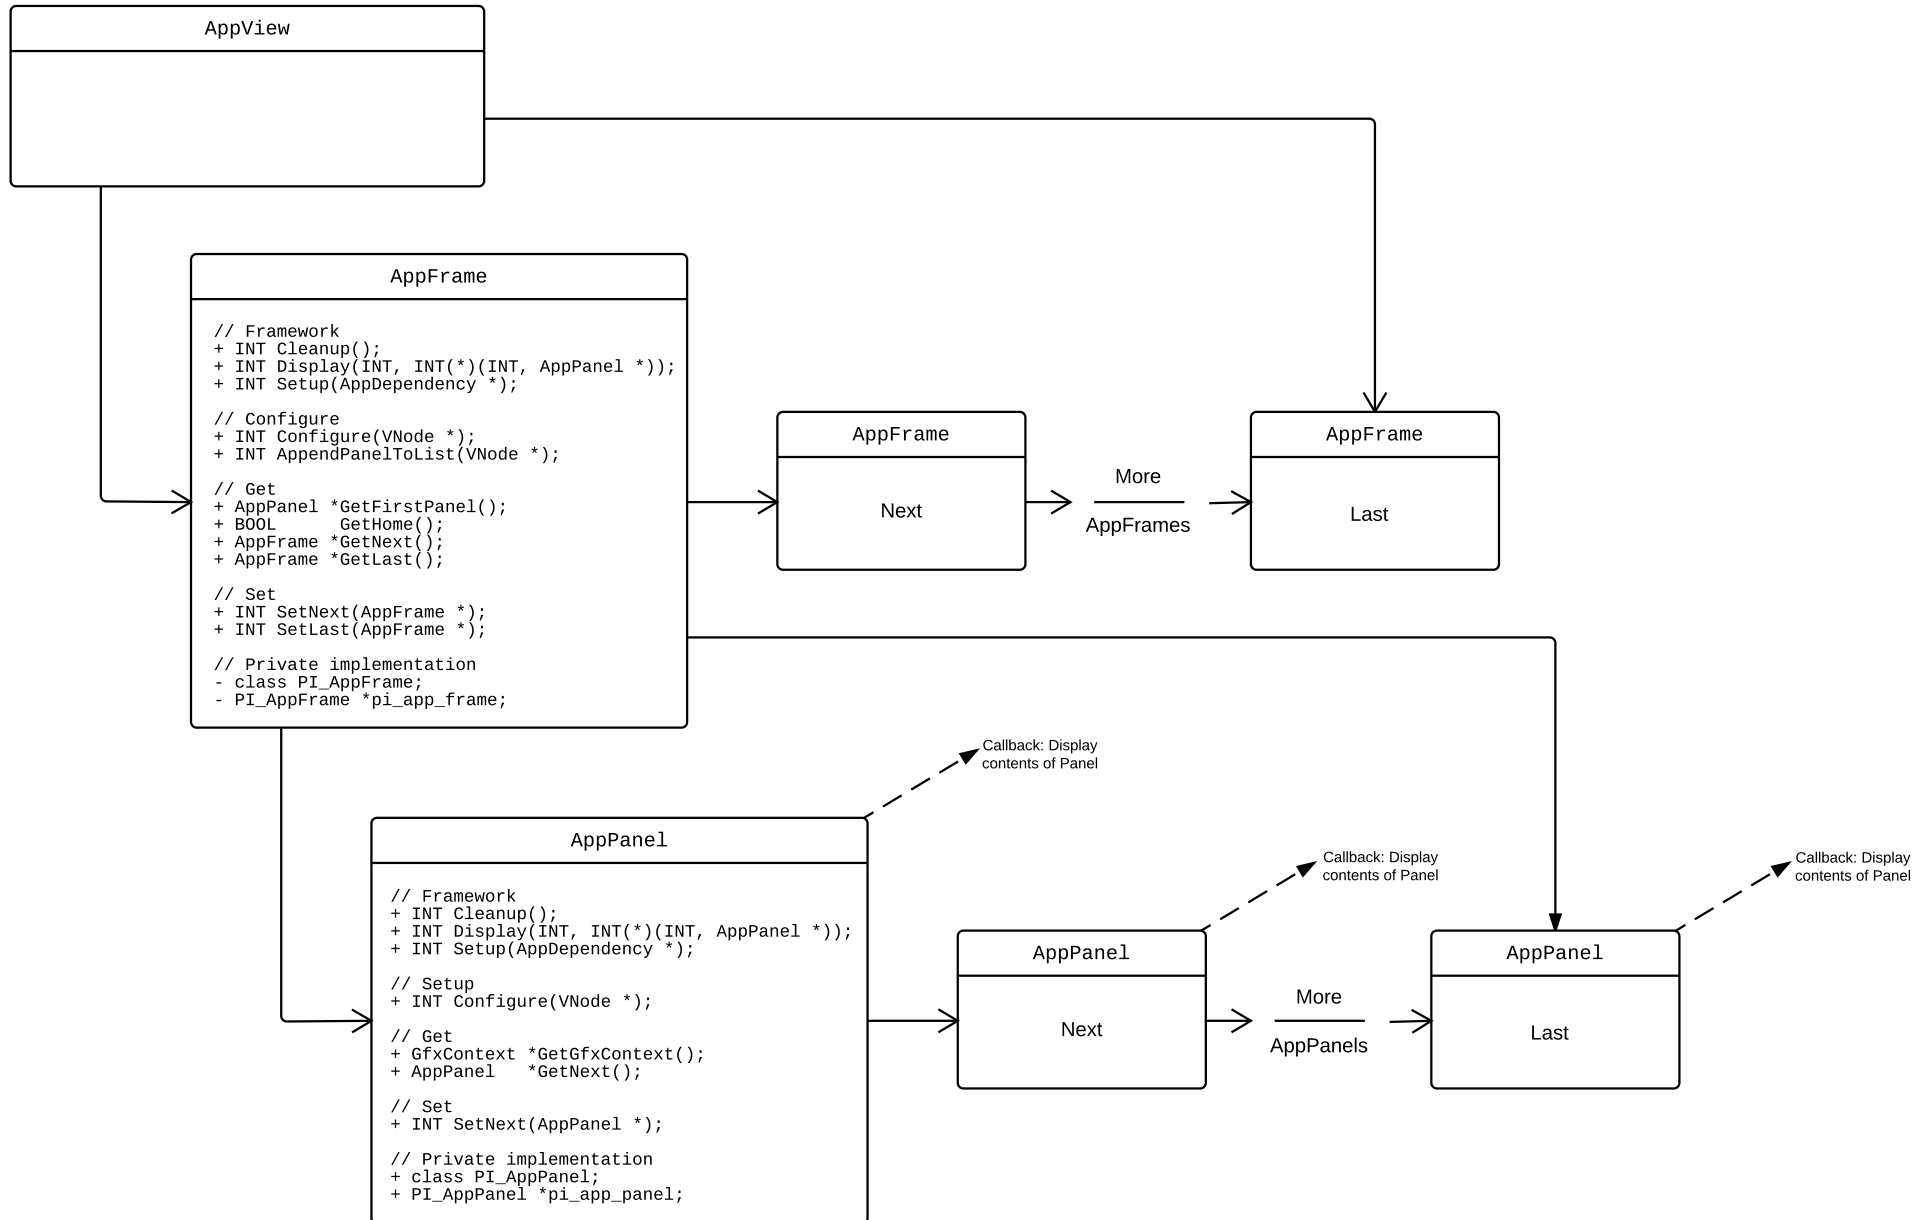 AppView
AppFrame
// Framework
+ INT Cleanup();
+ INT Display(INT, INT(*)(INT, AppPanel *));
+ INT Setup(AppDependency *);
// Configure
+ INT Configure(VNode *);
+ INT AppendPanelToList(VNode *);
// Get
+ AppPanel *GetFirstPanel();
+ BOOL      GetHome();
+ AppFrame *GetNext();
+ AppFrame *GetLast();
// Set
+ INT SetNext(AppFrame *);
+ INT SetLast(AppFrame *);
// Private implementation
- class PI_AppFrame;
- PI_AppFrame *pi_app_frame;
AppFrame
Next
More
AppFrames
AppFrame
Last
Callback: Display
contents of Panel
AppPanel
// Framework
+ INT Cleanup();
+ INT Display(INT, INT(*)(INT, AppPanel *));
+ INT Setup(AppDependency *);
// Setup
+ INT Configure(VNode *);
// Get
+ GfxContext *GetGfxContext();
+ AppPanel   *GetNext();
// Set
+ INT SetNext(AppPanel *);
// Private implementation
+ class PI_AppPanel;
+ PI_AppPanel *pi_app_panel;
Callback: Display
contents of Panel
AppPanel
Next
More
AppPanels
Callback: Display
contents of Panel
AppPanel
Last